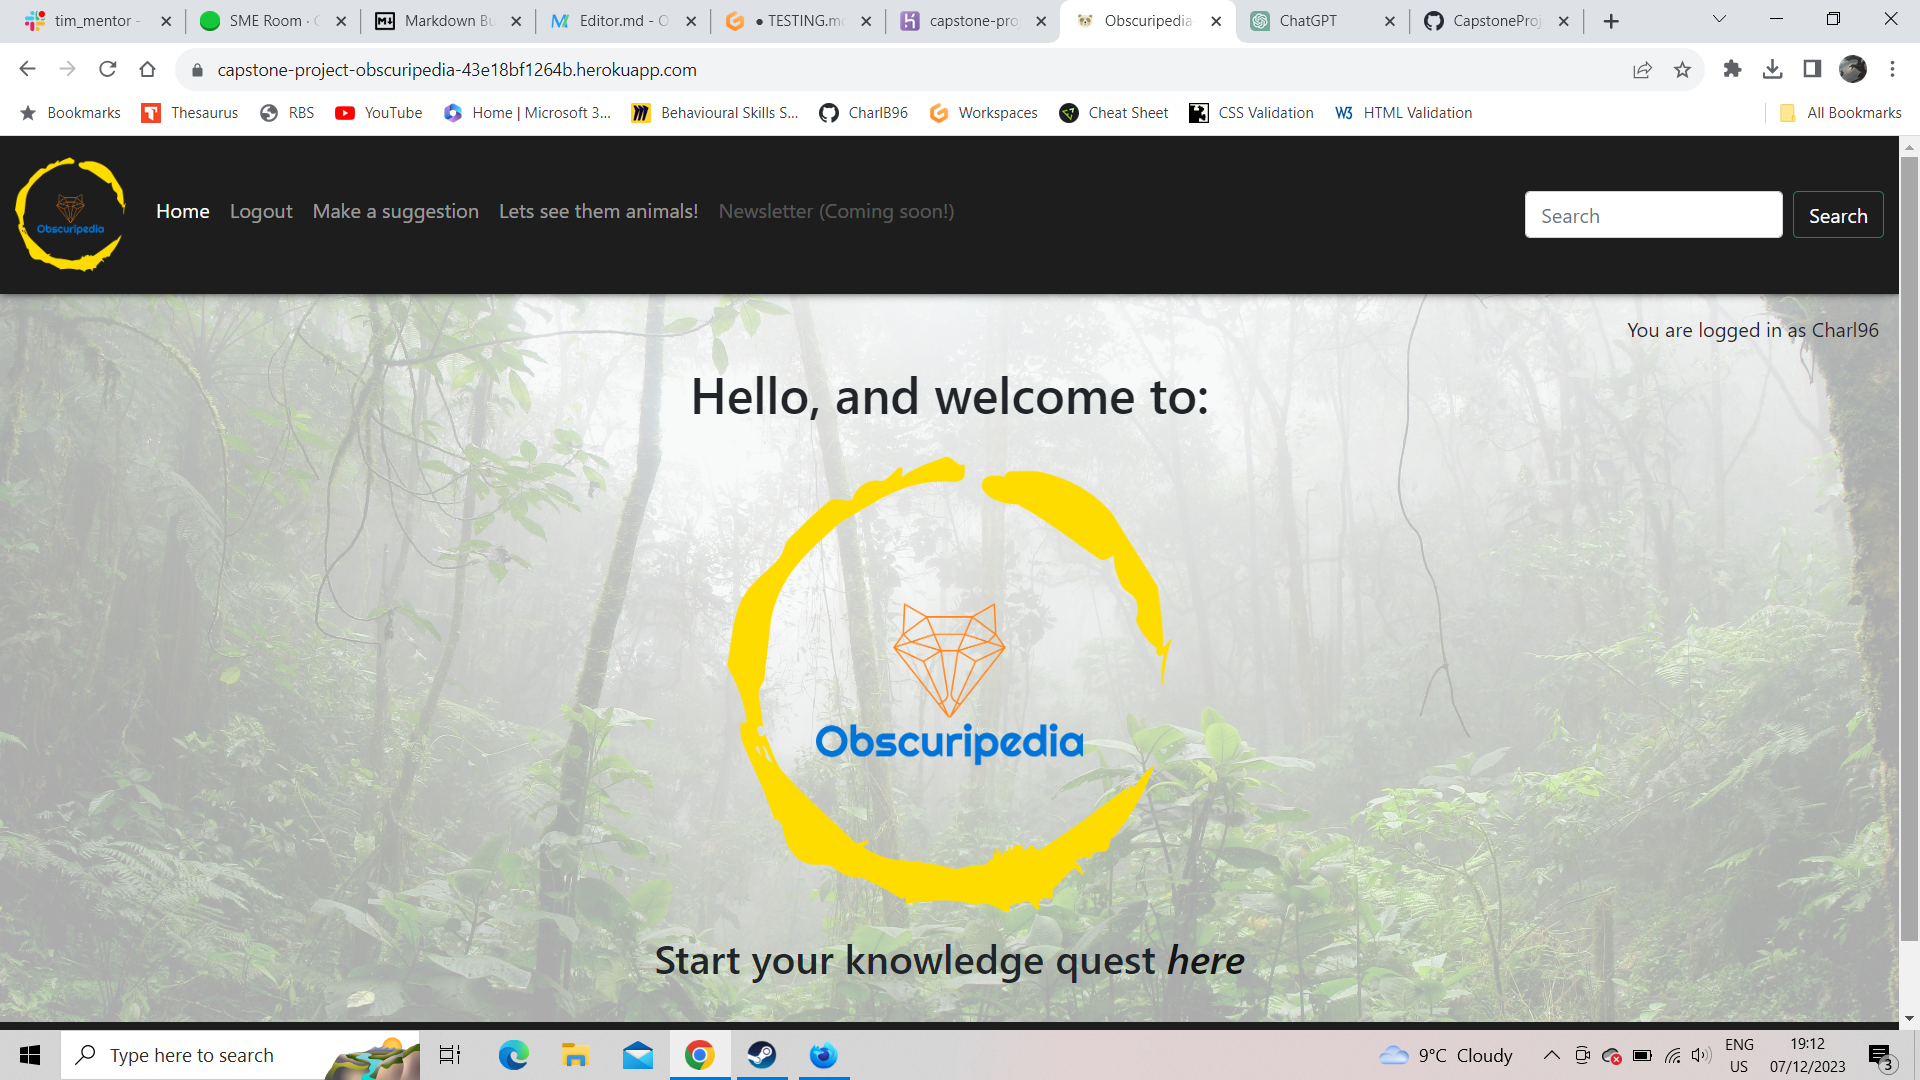 tim_mentor -
SME Room ·
Markdown Bu
Editor.md - O
● TESTING.md
capstone-pro
Obscuripedia
ChatGPT
CapstoneProj
capstone-project-obscuripedia-43e18bf1264b.herokuapp.com
Bookmarks
Thesaurus
RBS
YouTube
Home | Microsoft 3...
Behavioural Skills S...
CharlB96
Workspaces
Cheat Sheet
CSS Validation
W3 HTML Validation
All Bookmarks
Obscuripedia
Home
Logout
Make a suggestion
Lets see them animals!
Newsletter (Coming soon!)
Search
Search
You are logged in as Charl96
Hello, and welcome to:
Obscuripedia
Start your knowledge quest here
Type here to search
9°C Cloudy
ENG
US
19:12
07/12/2023
3